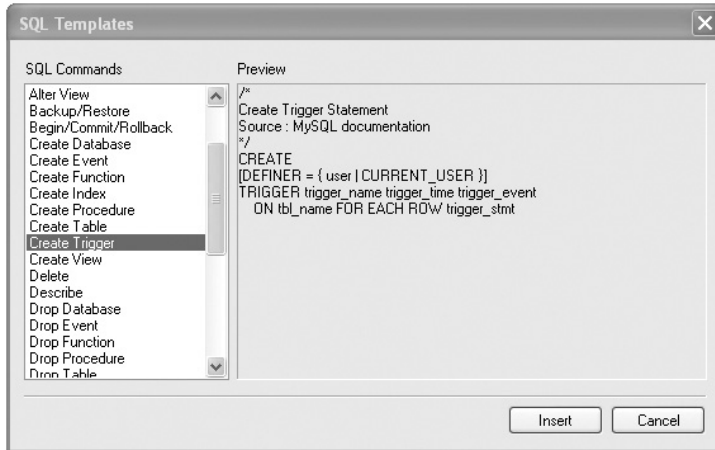 SQL Templates
SQL Commands
Alter View
Backup/Restore
Begin/Commit/Rollback
Create Database
Create Event
Create Function
Create Index
Create Procedure
Create Table
Create Trigger
Create View
Delete
Describe
Drop Database
Drop Event
Drop Function
Drop Procedure
Drop Table
Preview
/*
Create Trigger Statement
Source : MySQL documentation
*/
CREATE
[DEFINER = { user | CURRENT_USER }]
TRIGGER trigger_name trigger_time trigger_event
ON tbl_name FOR EACH ROW trigger_stmt
Insert
Cancel